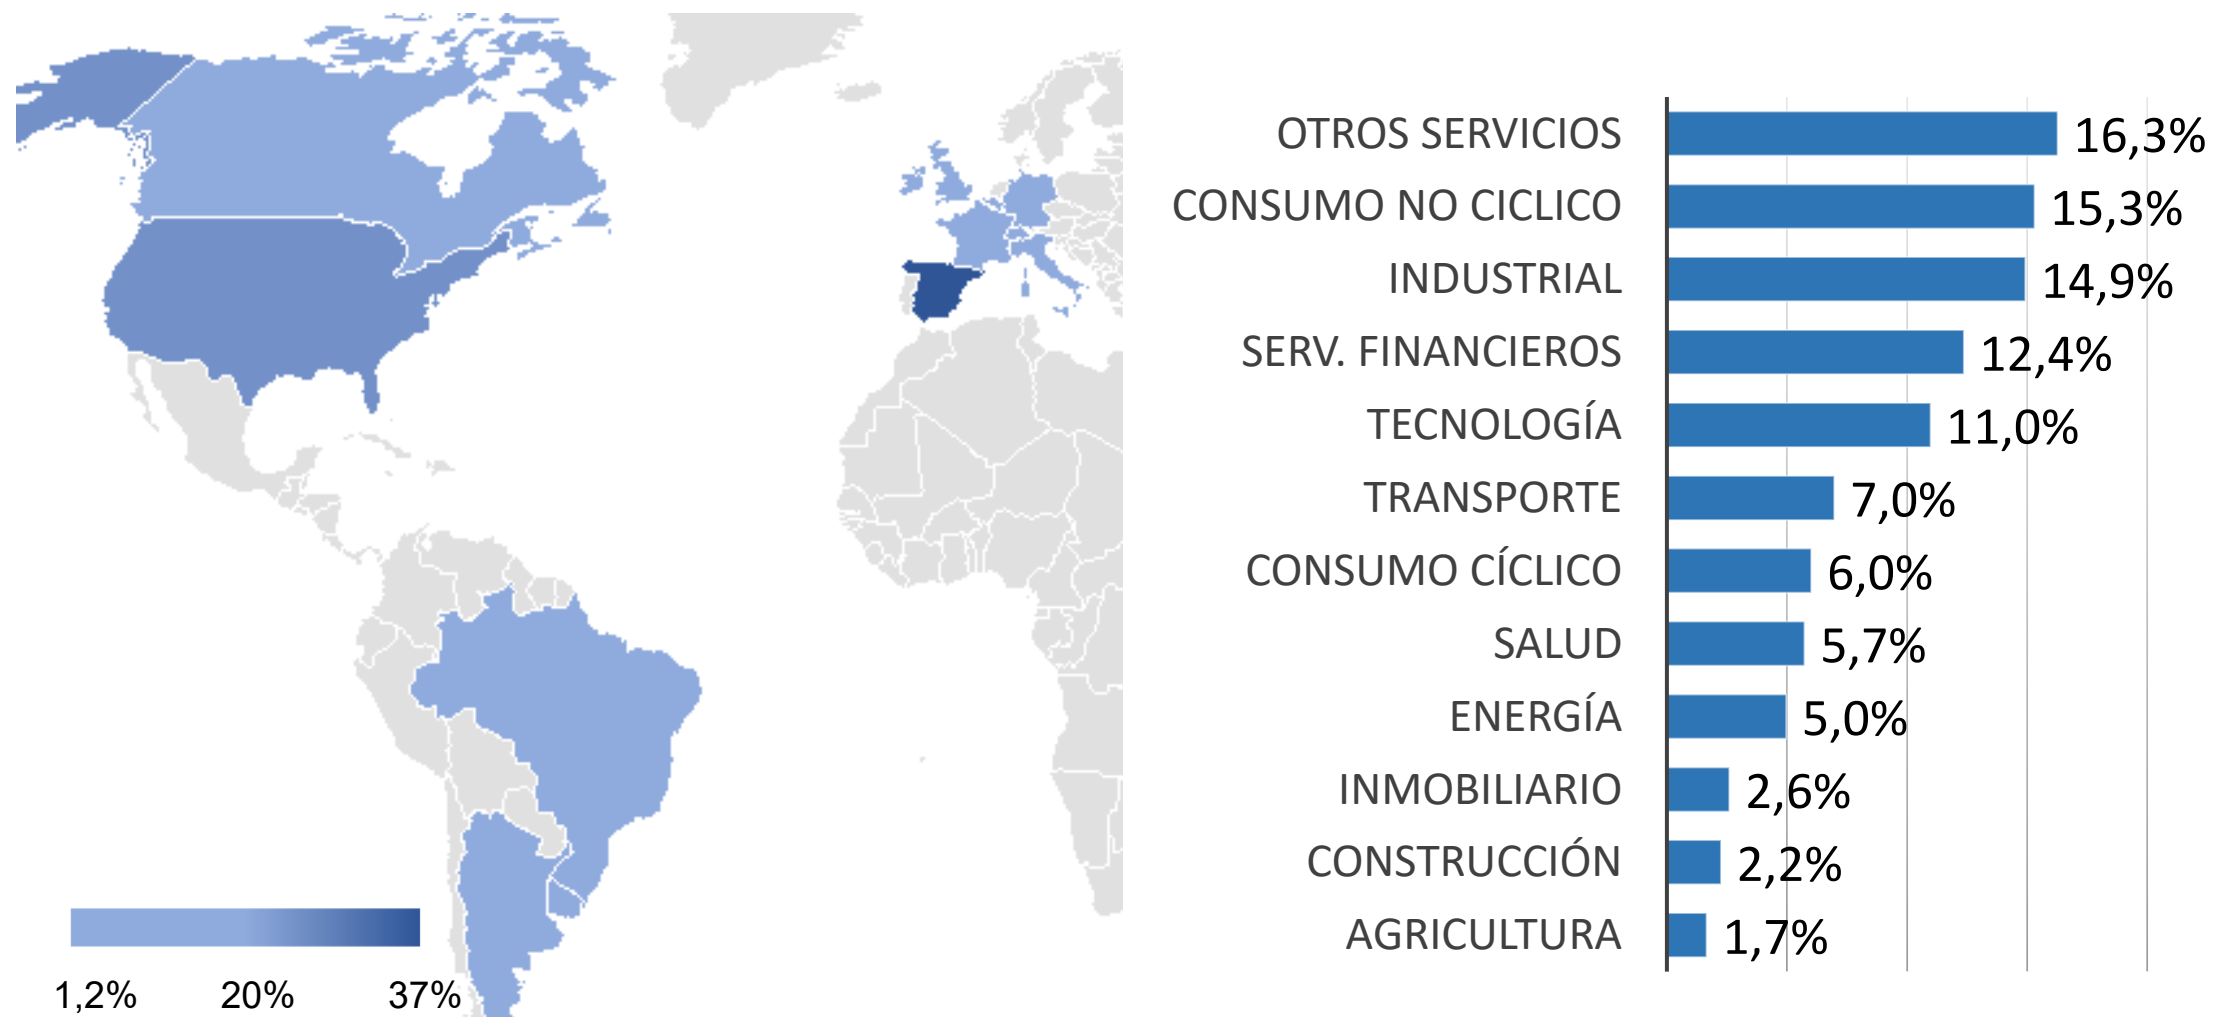 1,2% 20% 37%
OTROS SERVICIOS 16,3%
CONSUMO NO CICLICO 15,3%
INDUSTRIAL 14,9%
SERV. FINANCIEROS 12,4%
TECNOLOGÍA 11,0%
TRANSPORTE 7,0%
CONSUMO CÍCLICO 6,0%
SALUD 5,7%
ENERGÍA 5,0%
INMOBILIARIO 2,6%
CONSTRUCCIÓN 2,2%
AGRICULTURA 1,7%